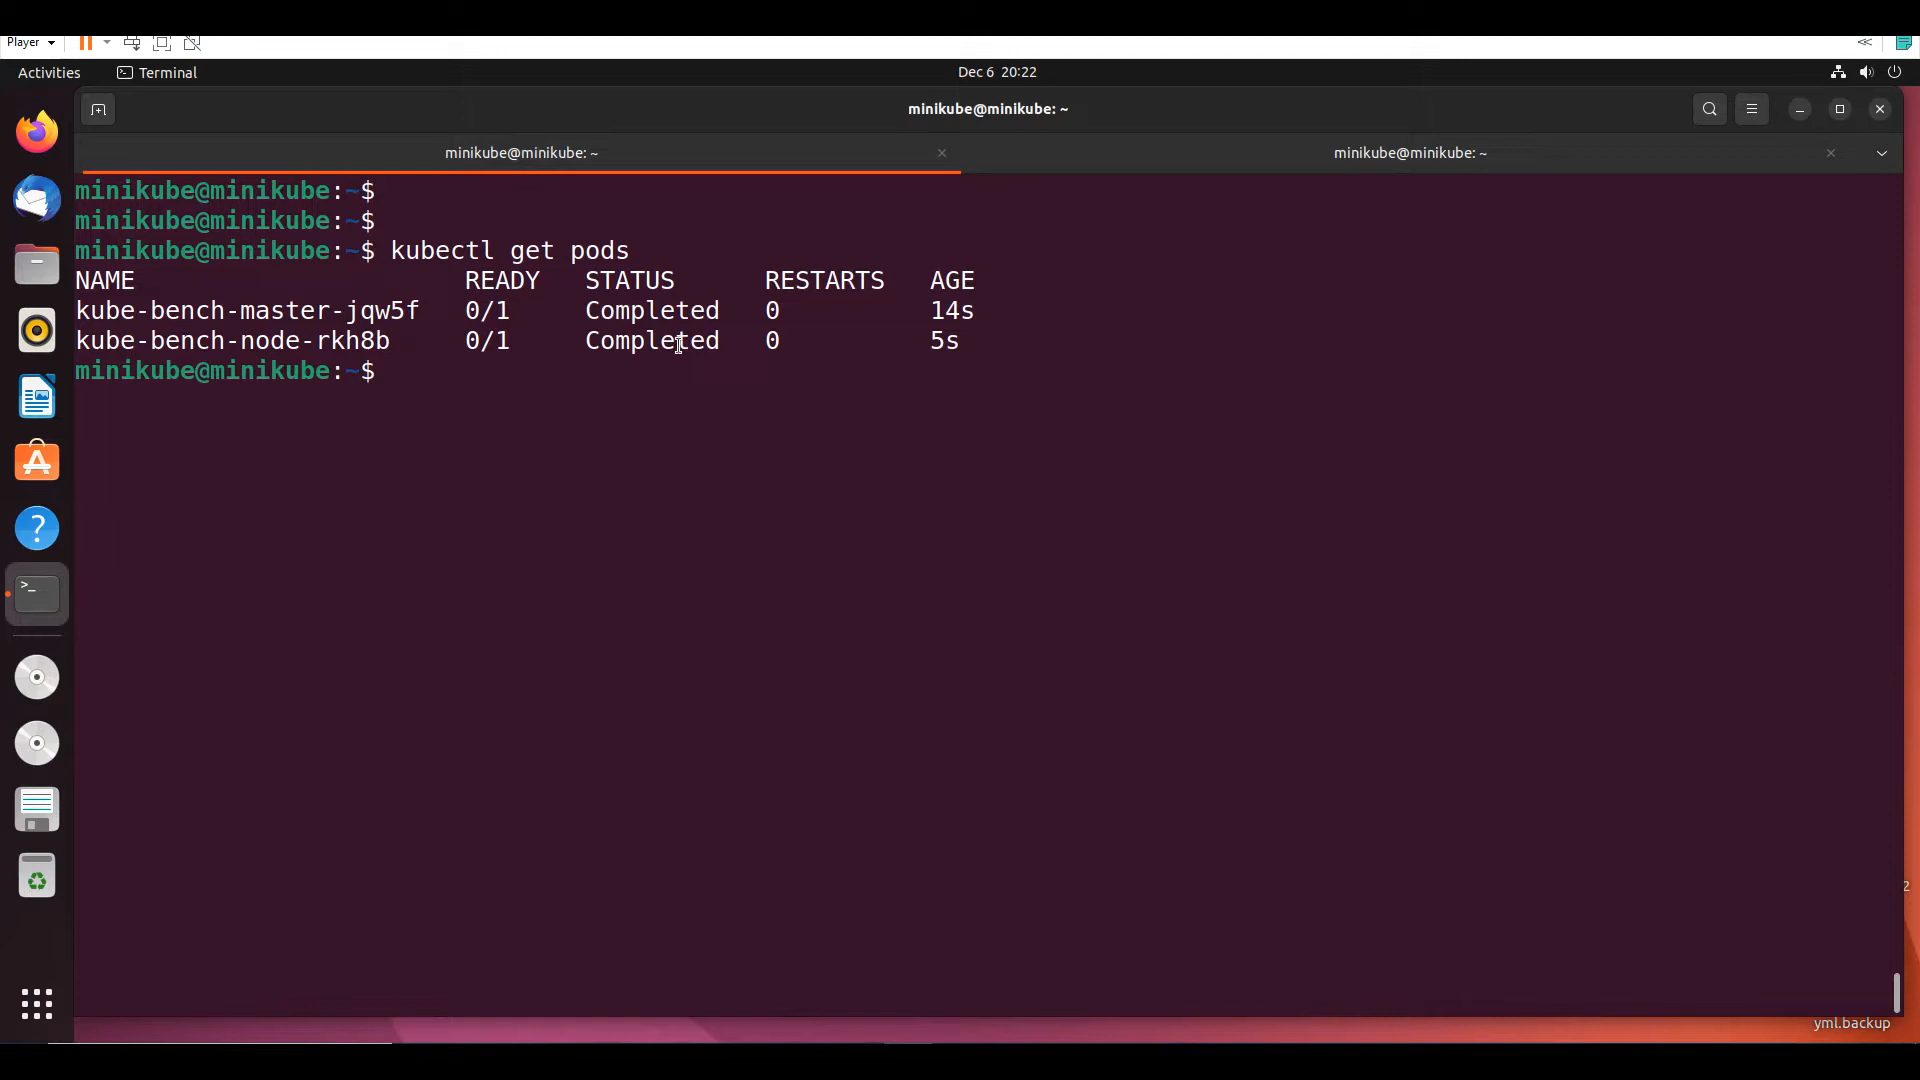 Player
Activities Terminal Dec 6 20:22
minikube@minikube: ~
minikube@minikube: ~ minikube@minikube: ~
minikube@minikube:~$
minikube@minikube:~$
minikube@minikube:~$ kubectl get pods
NAME READY STATUS RESTARTS AGE
kube-bench-master-jqw5f 0/1 Completed 0 14s
kube-bench-node-rkh8b 0/1 Completed 0 5s
minikube@minikube:~$
2
yml.backup